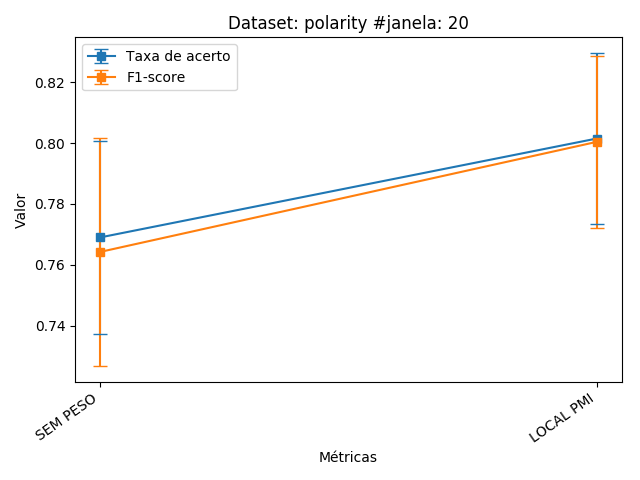 Dataset: polarity #janela: 20
Taxa de acerto
F1-score
0.82
0.80
0.78
0.76
0.74
Valor
SEM PESO
LOCAL PMI
Métricas